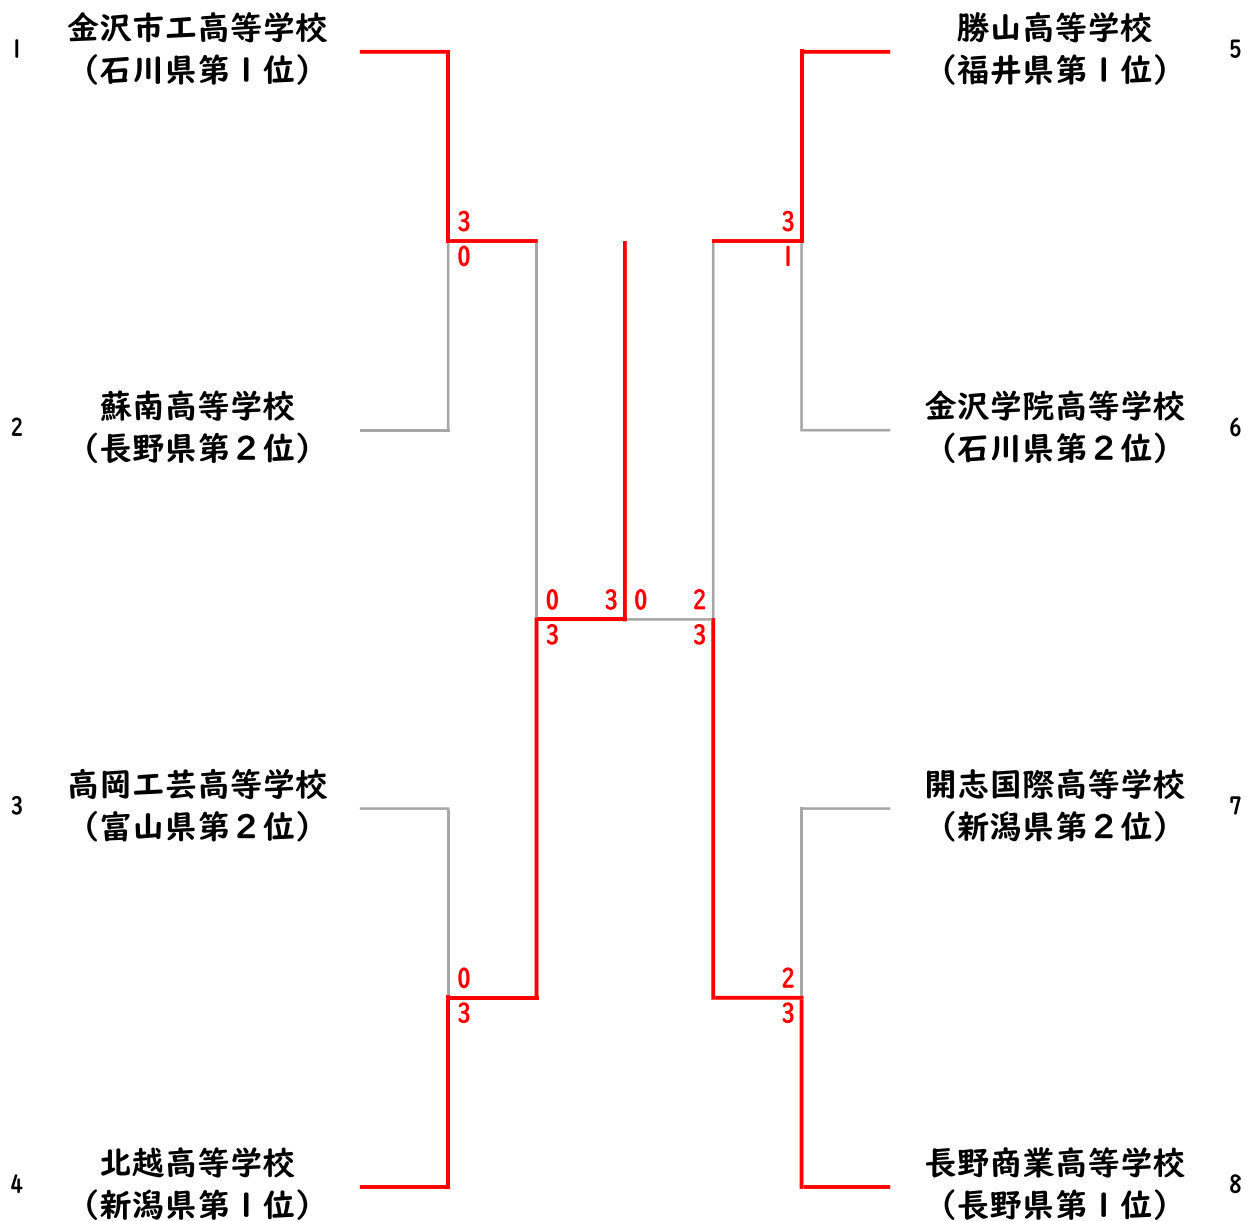 1
金沢市工高等学校
（石川県第１位）
2
蘇南高等学校
（長野県第２位）
3
高岡工芸高等学校
（富山県第２位）
4
北越高等学校
（新潟県第１位）
3
0
0
3
3
0
2
3
0
3
3
1
2
3
勝山高等学校
（福井県第１位）
5
金沢学院高等学校
（石川県第２位）
6
開志国際高等学校
（新潟県第２位）
7
長野商業高等学校
（長野県第１位）
8